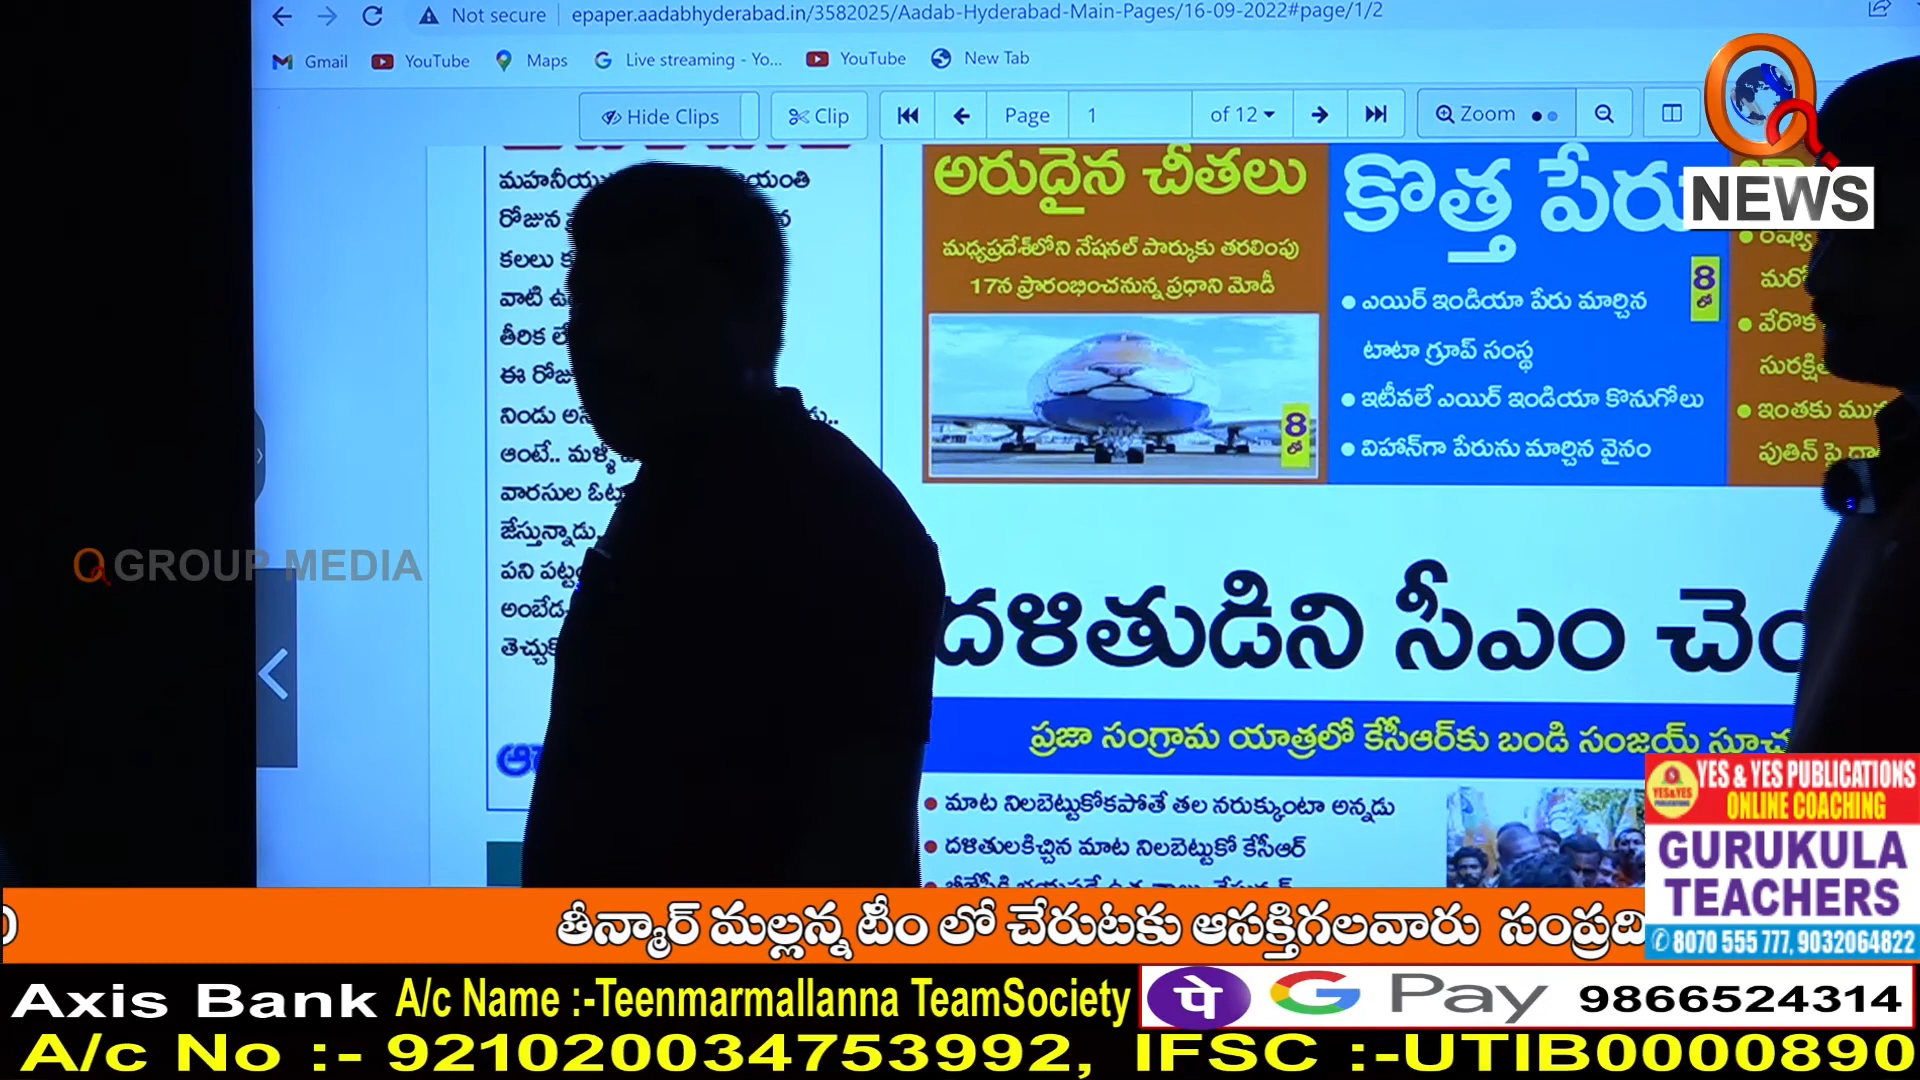 Not secure epaper.aadabhyderabad.in/3582025/Aadab-Hyderabad-Main-Pages/16-09-2022#page/1/2
Gmail YouTube Maps Live streaming - Yo... YouTube New Tab
Hide Clips Clip Page 1 of 12 Zoom
NEWS
రోజున
కలలు
వాటి
తీరిక
ఈ
నిండు
ఆంటే.. మళ్ళీ
వారసుల
జేస్తున్నాడు..
పని
అరుదైన చీతలు
మధ్యప్రదేశ్‌లోని నేషనల్ పార్కుకు తరలింపు
17న ప్రారంభించనున్న ప్రధాని మోడీ
8లో
కొత్త పేరు
8లో
• ఎయిర్ ఇండియా పేరు మార్చిన
టాటా గ్రూప్ సంస్థ
• ఇటీవలే ఎయిర్ ఇండియా కొనుగోలు
• విహాన్‌గా పేరును మార్చిన వైనం
• రష్యా
• వేరొక
• ఇంతకు
పుతిన్ పై
దళితుడిని సీఎం
ప్రజా సంగ్రామ యాత్రలో కేసీఆర్‌కు బండి సంజయ్
• మాట నిలబెట్టుకోకపోతే తల నరుక్కుంటా అన్నడు
• దళితులకిచ్చిన మాట నిలబెట్టుకో కేసీఆర్
Q GROUP MEDIA
YES & YES PUBLICATIONS
ONLINE COACHING
GURUKULA
TEACHERS
8070 555 777, 9032064822
తీన్మార్ మల్లన్న టీం లో చేరుటకు ఆసక్తిగలవారు
Axis Bank A/c Name :-Teenmarmallanna TeamSociety
पे G Pay 9866524314
A/c No :- 921020034753992, IFSC :-UTIB0000890